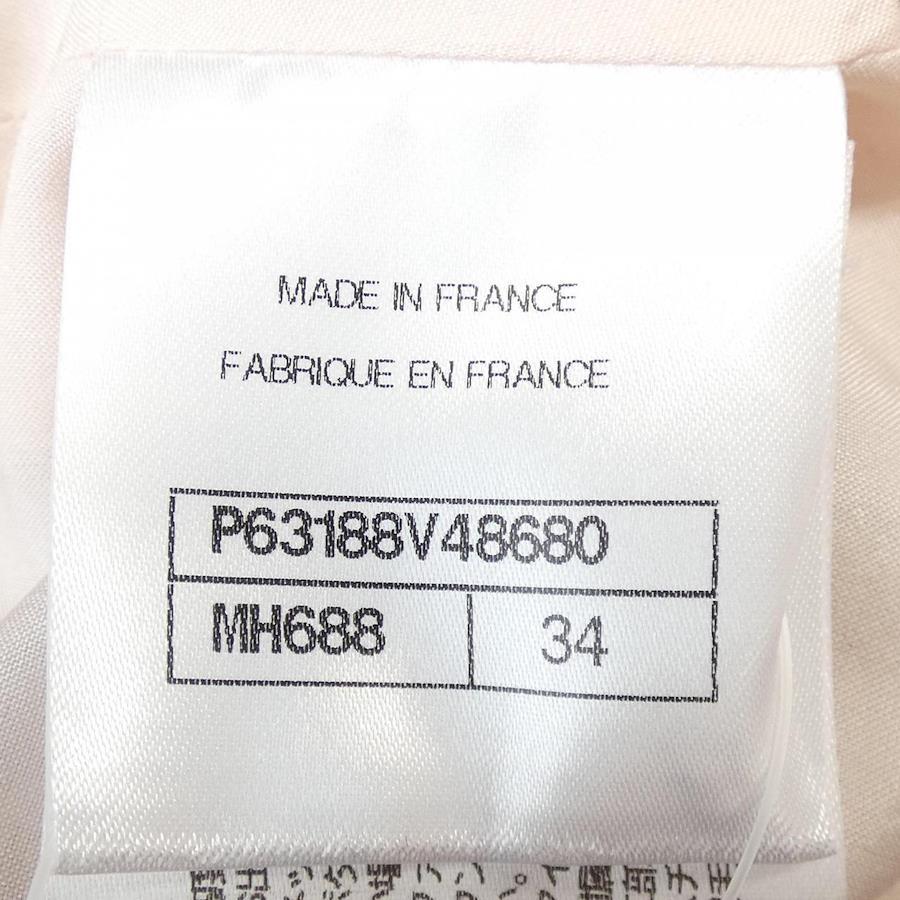 MADE IN FRANCE
FABRIQUE EN FRANCE
P63188V48680
MH688 34